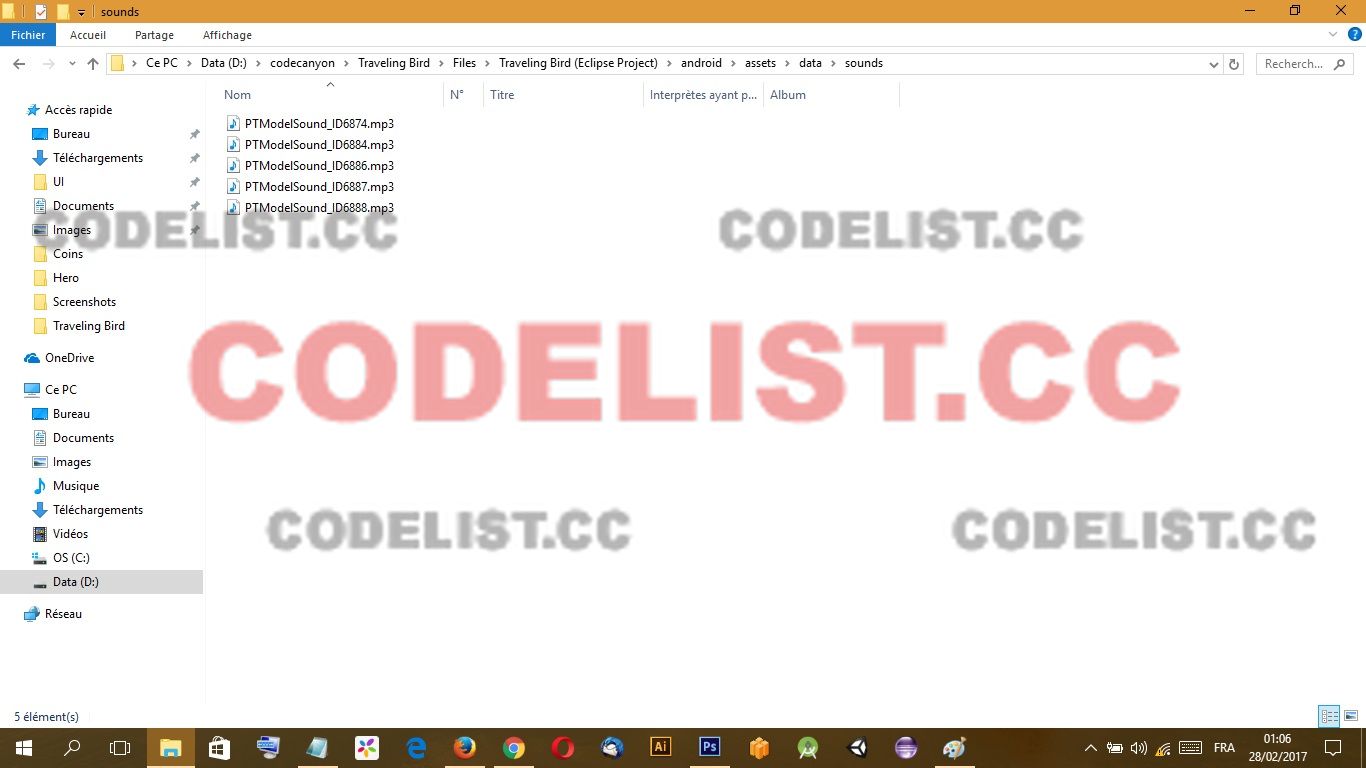 sounds
Fichier Accueil Partage Affichage
Ce PC Data (D:) codecanyon Traveling Bird Files Traveling Bird (Eclipse Project) android assets data sounds Recherch...
Nom N° Titre Interprètes ayant p... Album
Accès rapide
Bureau
Téléchargements
UI
Documents
Images
Coins
Hero
Screenshots
Traveling Bird
OneDrive
Ce PC
Bureau
Documents
Images
Musique
Téléchargements
Vidéos
OS (C:)
Data (D:)
Réseau
PTModelSound_ID6874.mp3
PTModelSound_ID6884.mp3
PTModelSound_ID6886.mp3
PTModelSound_ID6887.mp3
PTModelSound_ID6888.mp3
CODELIST.CC CODELIST.CC
CODELIST.CC
CODELIST.CC CODELIST.CC
5 élément(s)
Ai Ps FRA 01:06
28/02/2017